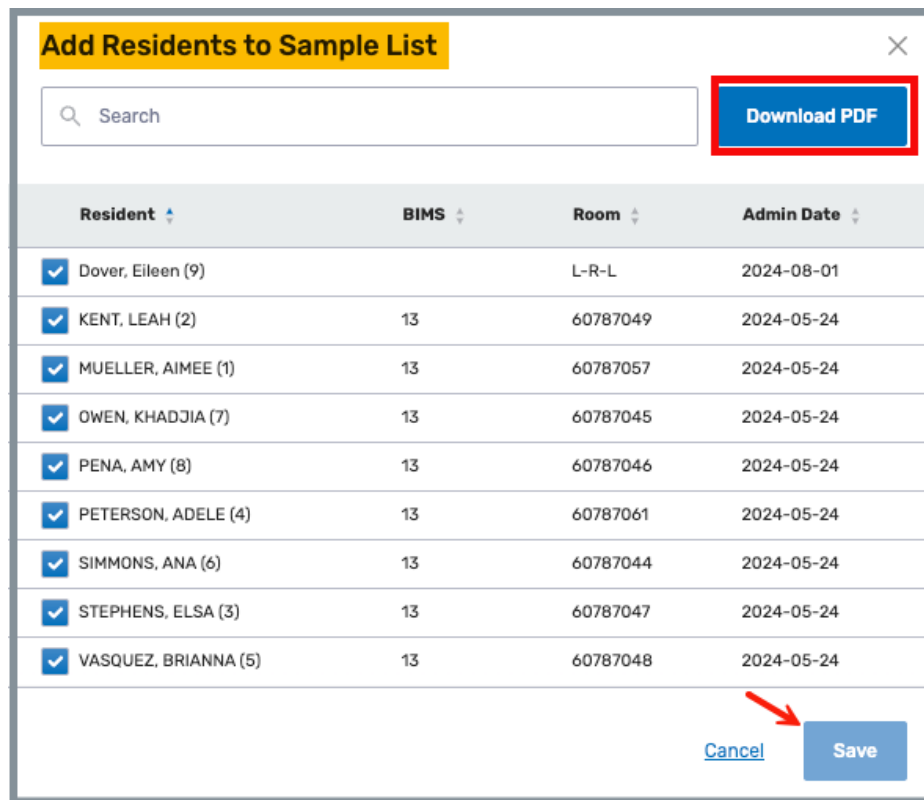 Add Residents to Sample List
Search
Download PDF
Resident BIMS Room Admin Date
Dover, Eileen (9) L-R-L 2024-08-01
KENT, LEAH (2) 13 60787049 2024-05-24
MUELLER, AIMEE (1) 13 60787057 2024-05-24
OWEN, KHADJIA (7) 13 60787045 2024-05-24
PENA, AMY (8) 13 60787046 2024-05-24
PETERSON, ADELE (4) 13 60787061 2024-05-24
SIMMONS, ANA (6) 13 60787044 2024-05-24
STEPHENS, ELSA (3) 13 60787047 2024-05-24
VASQUEZ, BRIANNA (5) 13 60787048 2024-05-24
Cancel Save